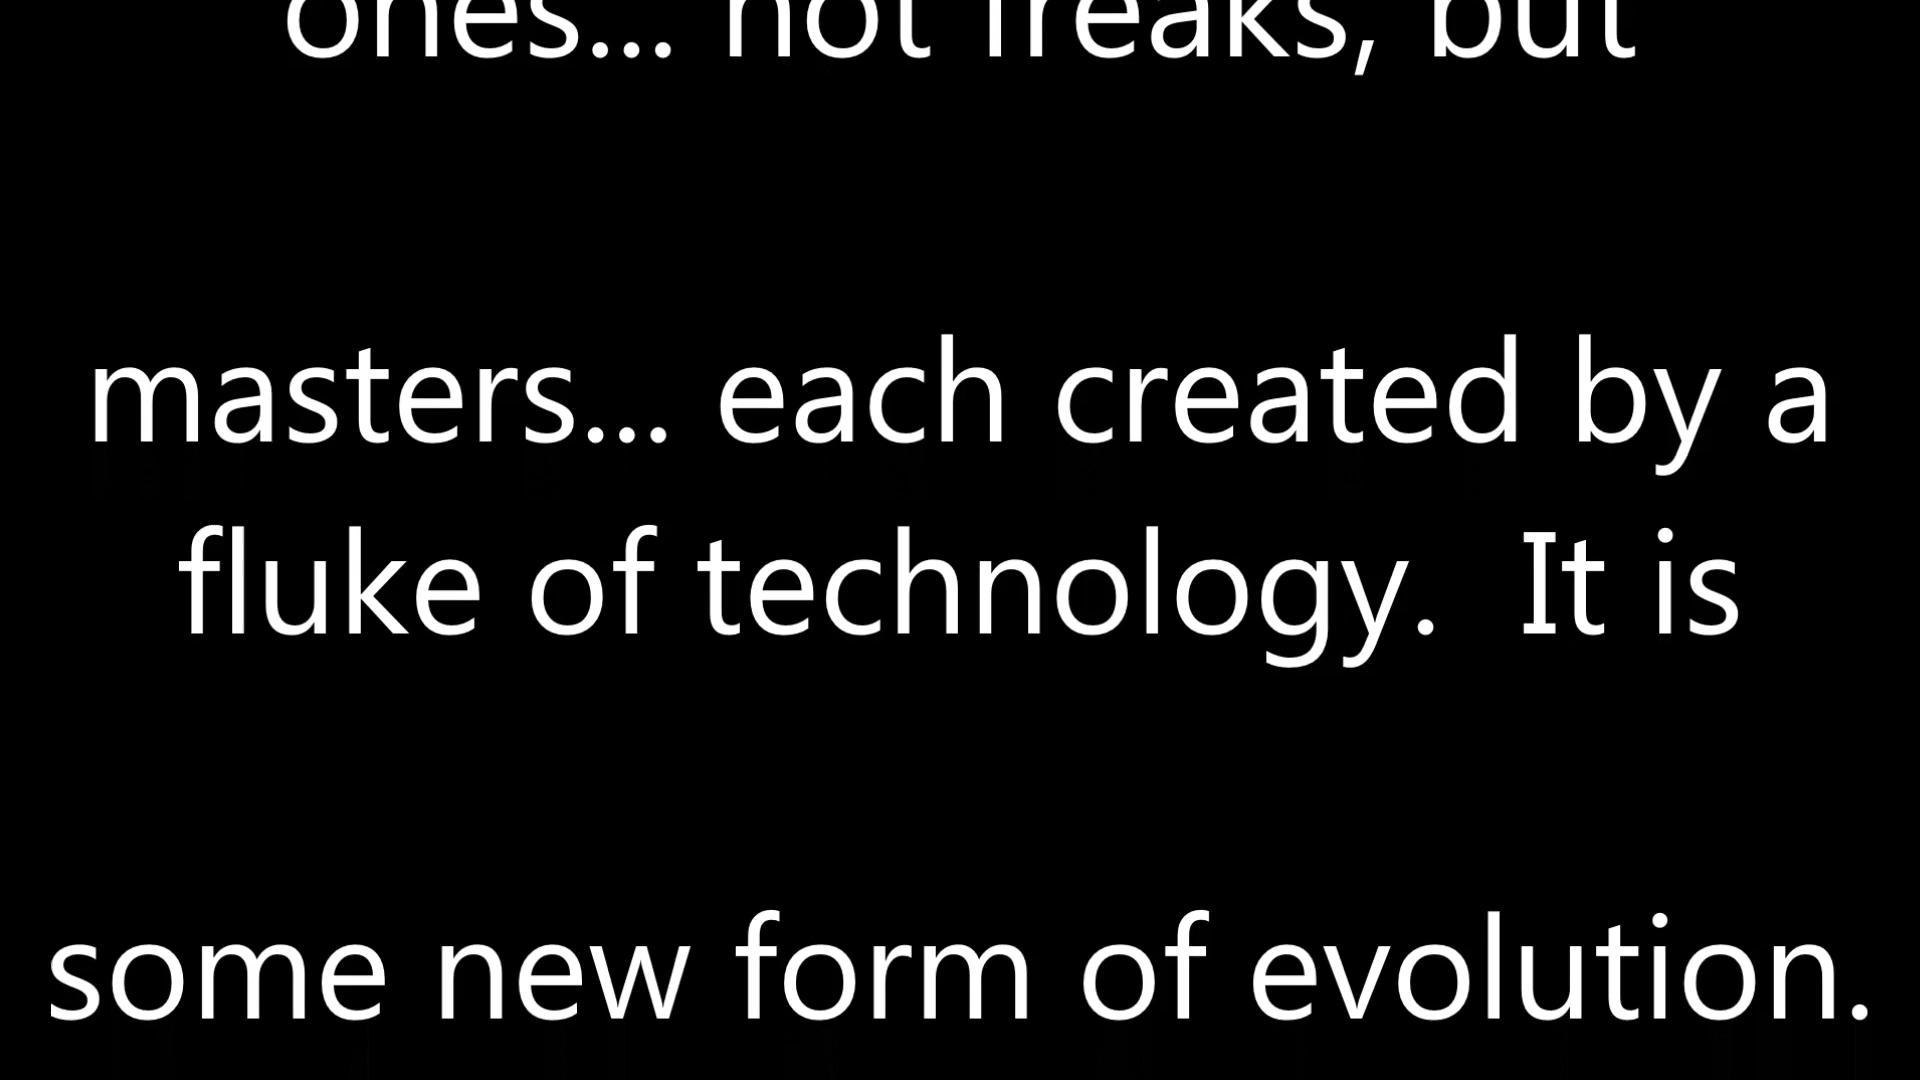 ones... not freaks, but
masters... each created by a
fluke of technology.  It is
some new form of evolution.